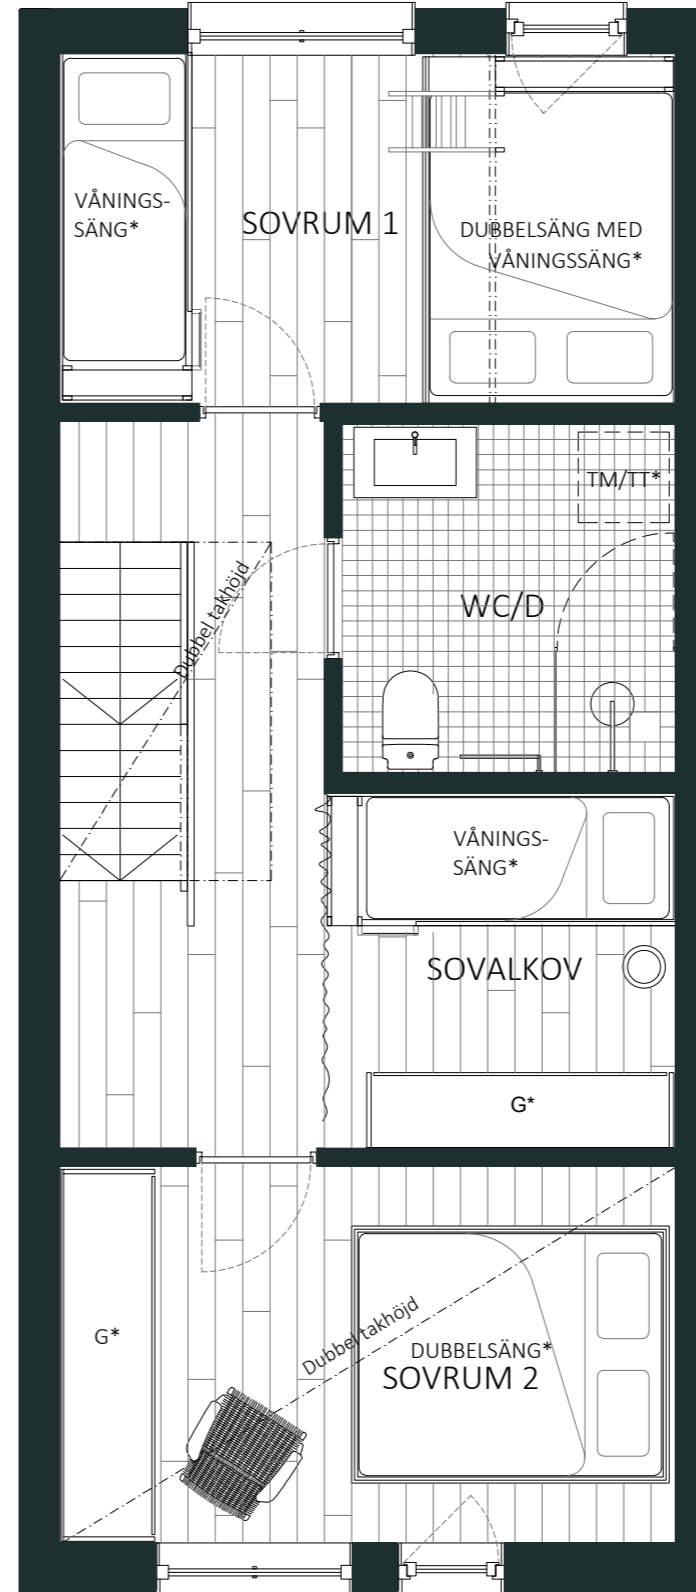 VÅNINGS-
SÄNG*
SOVRUM 1
DUBBELSÄNG MED
VÅNINGSSÄNG*
TM/TT*
WC/D
Dubbel takhöjd
VÅNINGS-
SÄNG*
SOVALKOV
G*
G*
Dubbel takhöjd
DUBBELSÄNG*
SOVRUM 2